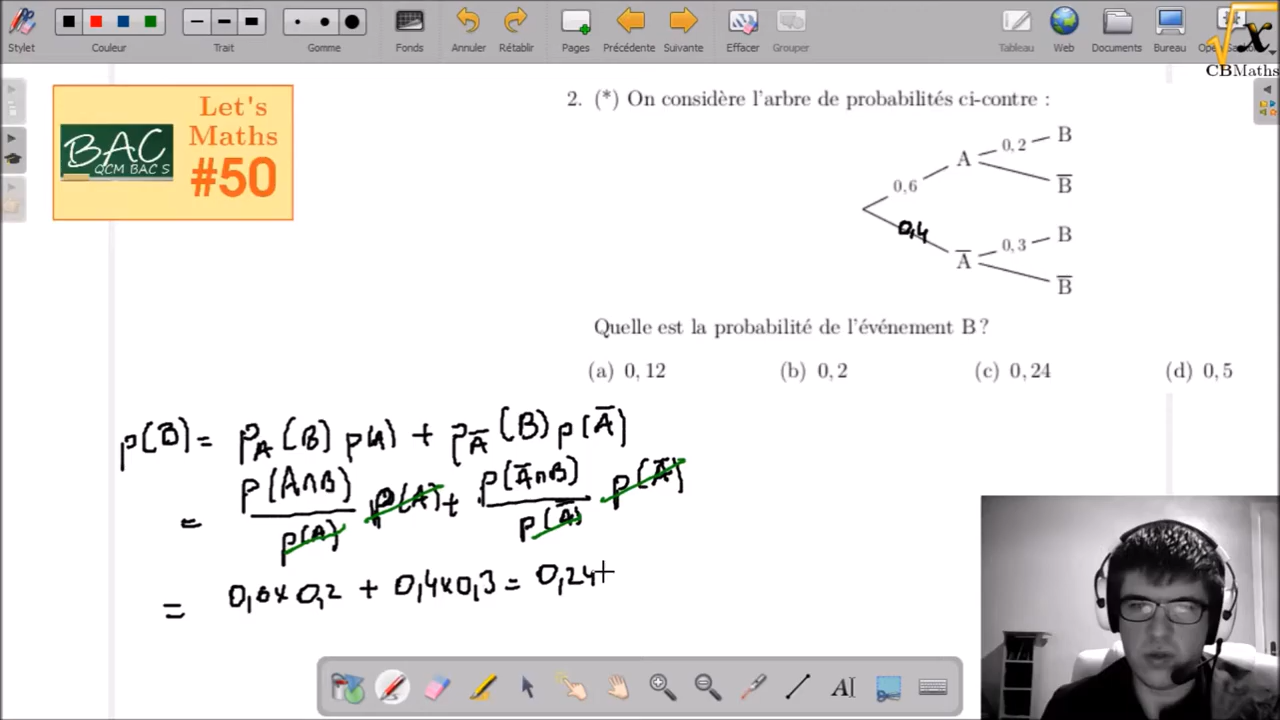 Stylet Couleur Trait Gomme Fonds Annuler Rétablir Pages Précédente Suivante Effacer Grouper Tableau Web Documents Bureau
x
CBMaths
Let's
Maths
#50
BAC
QCM BAC S
2. (*) On considère l'arbre de probabilités ci-contre :
0,2 B
A
0,6 B̅
0,4
0,3 B
A̅
B̅
Quelle est la probabilité de l'événement B ?
(a) 0,12 (b) 0,2 (c) 0,24 (d) 0,5
p(B) = p_A(B) p(A) + p_A̅(B) p(A̅)
= p(A∩B)/p(A) p(A) + p(A̅∩B)/p(A̅) p(A̅)
= 0,6×0,2 + 0,4×0,3 = 0,24